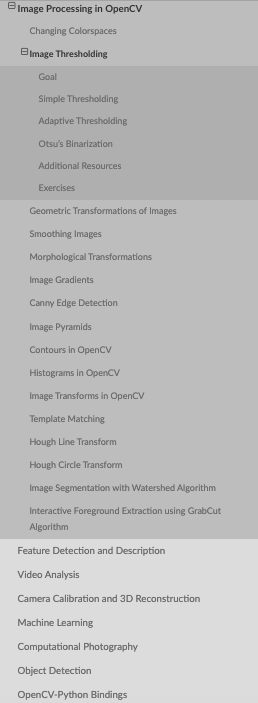 Image Processing in OpenCV
Changing Colorspaces
Image Thresholding
Goal
Simple Thresholding
Adaptive Thresholding
Otsu's Binarization
Additional Resources
Exercises
Geometric Transformations of Images
Smoothing Images
Morphological Transformations
Image Gradients
Canny Edge Detection
Image Pyramids
Contours in OpenCV
Histograms in OpenCV
Image Transforms in OpenCV
Template Matching
Hough Line Transform
Hough Circle Transform
Image Segmentation with Watershed Algorithm
Interactive Foreground Extraction using GrabCut
Algorithm
Feature Detection and Description
Video Analysis
Camera Calibration and 3D Reconstruction
Machine Learning
Computational Photography
Object Detection
OpenCV-Python Bindings